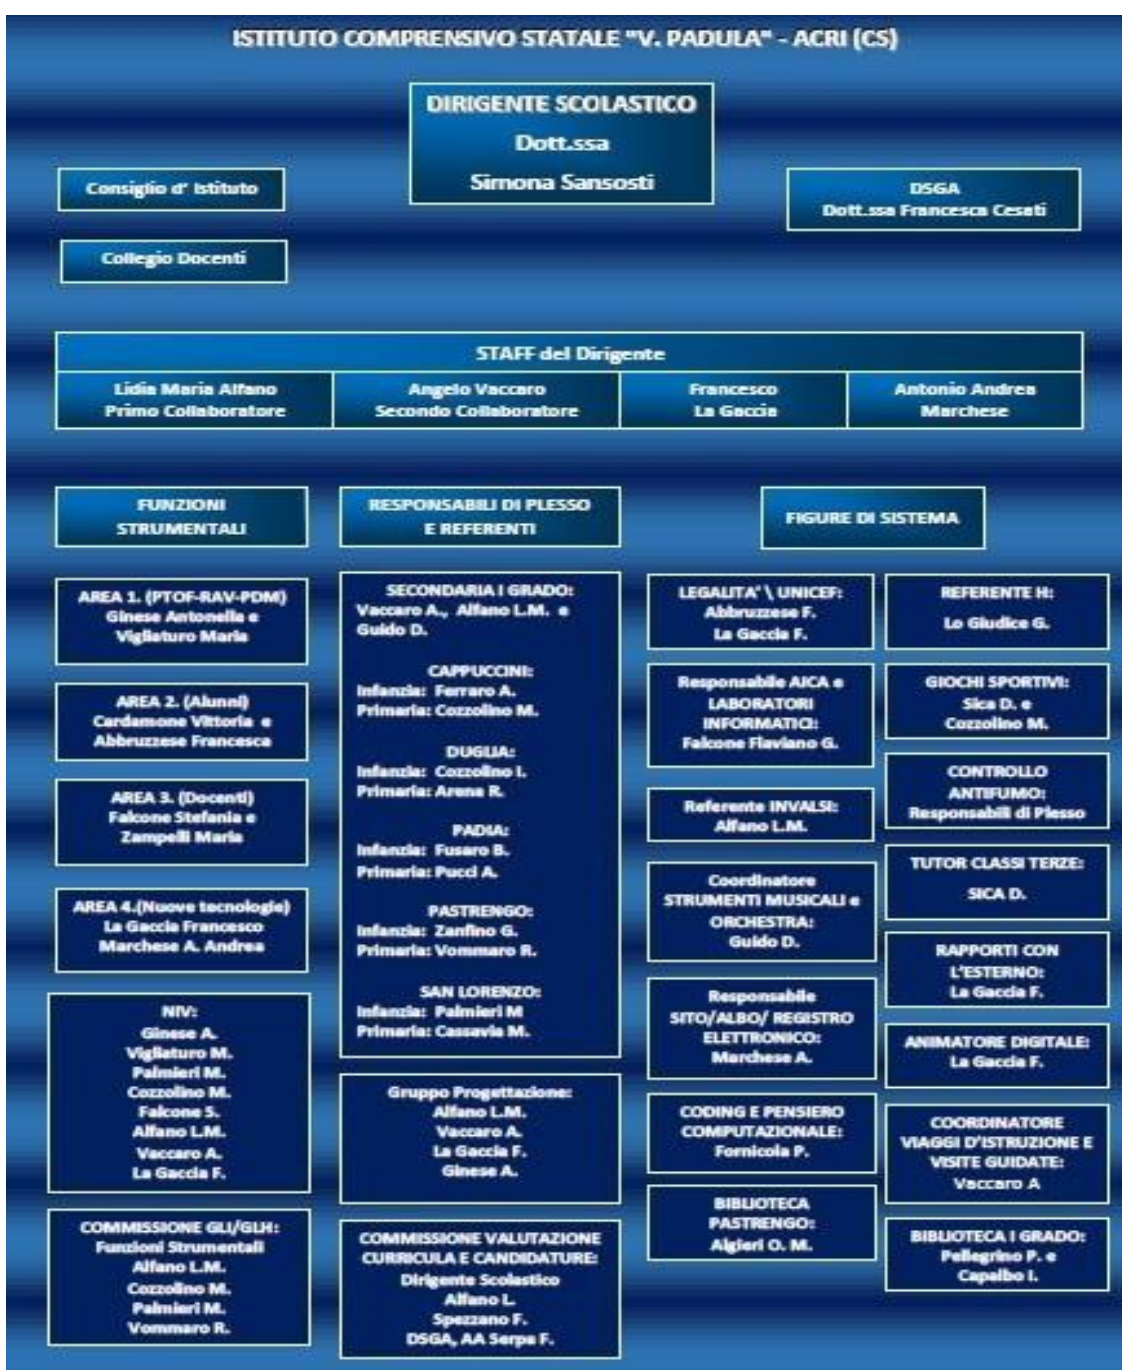 ISTITUTO COMPRENSIVO STATALE "V. PADULA" - ACRI (CS)
DIRIGENTE SCOLASTICO
Dott.ssa
Simona Sansosti
Consiglio d' Istituto
DSGA
Dott.ssa Francesca Cesati
Collegio Docenti
STAFF del Dirigente
Lidia Maria Alfano
Primo Collaboratore
Angelo Vaccaro
Secondo Collaboratore
Francesco
La Gaccia
Antonio Andrea
Marchese
FUNZIONI
STRUMENTALI
AREA 1. (PTOF-RAV-PDM)
Ginese Antonella e
Vigliaturo Maria
AREA 2. (Alunni)
Cardamone Vittoria e
Abbruzzese Francesca
AREA 3. (Docenti)
Falcone Stefania e
Zampelli Maria
AREA 4.(Nuove tecnologie)
La Gaccia Francesco
Marchese A. Andrea
NIV:
Ginese A.
Vigliaturo M.
Palmieri M.
Cozzolino M.
Falcone S.
Alfano L.M.
Vaccaro A.
La Gaccia F.
COMMISSIONE GLI/GLH:
Funzioni Strumentali
Alfano L.M.
Cozzolino M.
Palmieri M.
Vommaro R.
RESPONSABILI DI PLESSO
E REFERENTI
SECONDARIA I GRADO:
Vaccaro A., Alfano L.M. e
Guido D.
CAPPUCCINI:
Infanzia: Ferraro A.
Primaria: Cozzolino M.
DUGLIA:
Infanzia: Cozzolino I.
Primaria: Arena R.
PADIA:
Infanzia: Fusaro B.
Primaria: Pucci A.
PASTRENGO:
Infanzia: Zanfino G.
Primaria: Vommaro R.
SAN LORENZO:
Infanzia: Palmieri M
Primaria: Cassavia M.
Gruppo Progettazione:
Alfano L.M.
Vaccaro A.
La Gaccia F.
Ginese A.
COMMISSIONE VALUTAZIONE
CURRICULA E CANDIDATURE:
Dirigente Scolastico
Alfano L.
Spezzano F.
DSGA, AA Serpa F.
FIGURE DI SISTEMA
LEGALITA' \ UNICEF:
Abbruzzese F.
La Gaccia F.
Responsabile AICA e
LABORATORI
INFORMATICI:
Falcone Flaviano G.
Referente INVALSI:
Alfano L.M.
Coordinatore
STRUMENTI MUSICALI e
ORCHESTRA:
Guido D.
Responsabile
SITO/ALBO/ REGISTRO
ELETTRONICO:
Marchese A.
CODING E PENSIERO
COMPUTAZIONALE:
Fornicola P.
BIBLIOTECA
PASTRENGO:
Algieri O. M.
REFERENTE H:
Lo Giudice G.
GIOCHI SPORTIVI:
Sica D. e
Cozzolino M.
CONTROLLO
ANTIFUMO:
Responsabili di Plesso
TUTOR CLASSI TERZE:
SICA D.
RAPPORTI CON
L'ESTERNO:
La Gaccia F.
ANIMATORE DIGITALE:
La Gaccia F.
COORDINATORE
VIAGGI D'ISTRUZIONE E
VISITE GUIDATE:
Vaccaro A
BIBLIOTECA I GRADO:
Pellegrino P. e
Capalbo I.